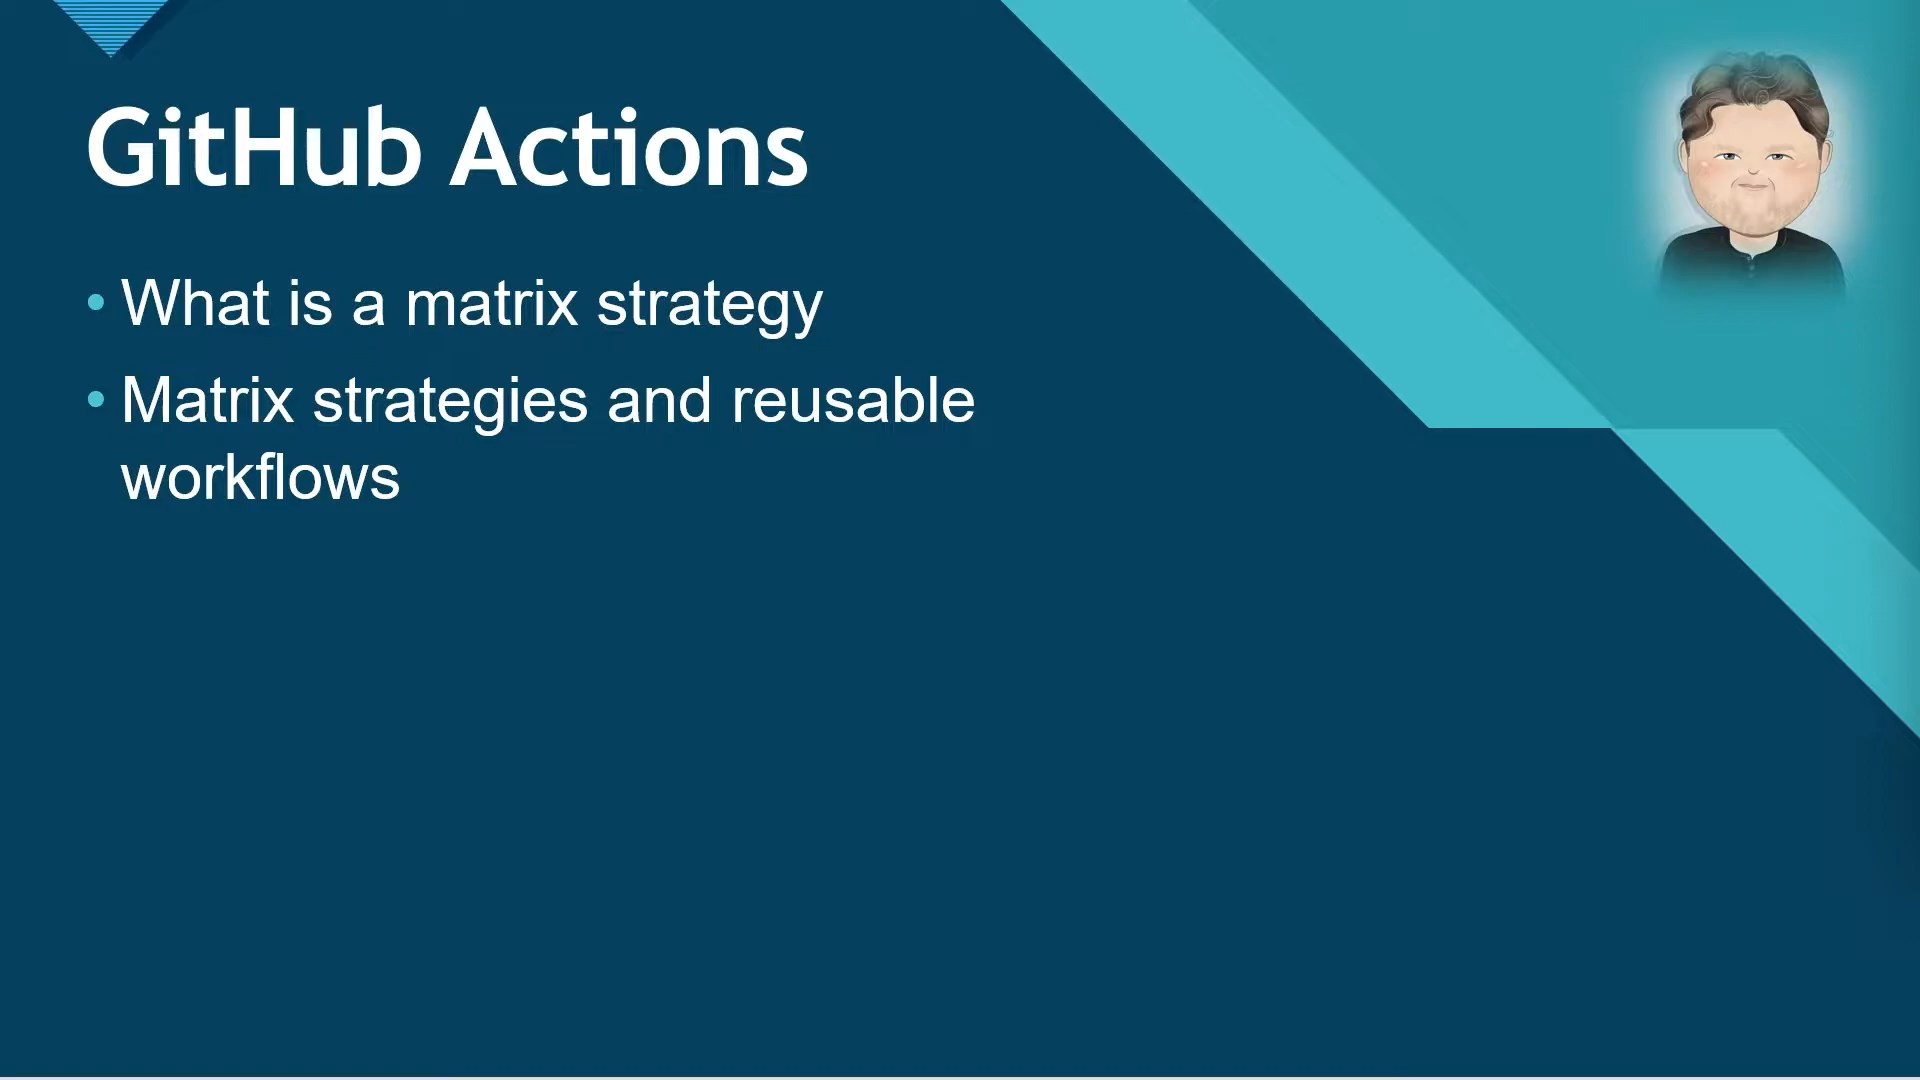 GitHub Actions
• What is a matrix strategy
• Matrix strategies and reusable
workflows